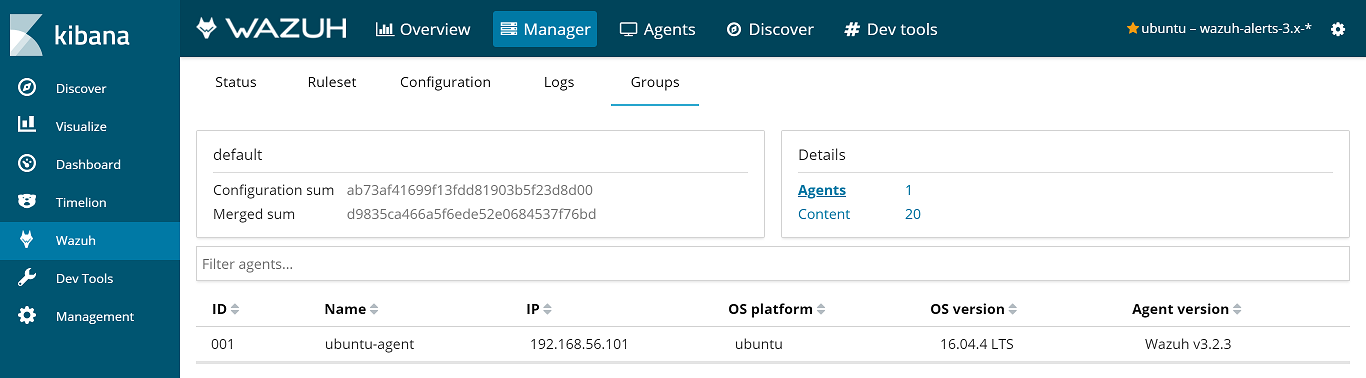 kibana
Discover
Visualize
Dashboard
Timelion
Wazuh
Dev Tools
Management
WAZUH Overview Manager Agents Discover Dev tools ubuntu – wazuh-alerts-3.x-*
Status Ruleset Configuration Logs Groups
default
Configuration sum ab73af41699f13fdd81903b5f23d8d00
Merged sum d9835ca466a5f6ede52e0684537f76bd
Details
Agents 1
Content 20
Filter agents...
ID Name IP OS platform OS version Agent version
001 ubuntu-agent 192.168.56.101 ubuntu 16.04.4 LTS Wazuh v3.2.3